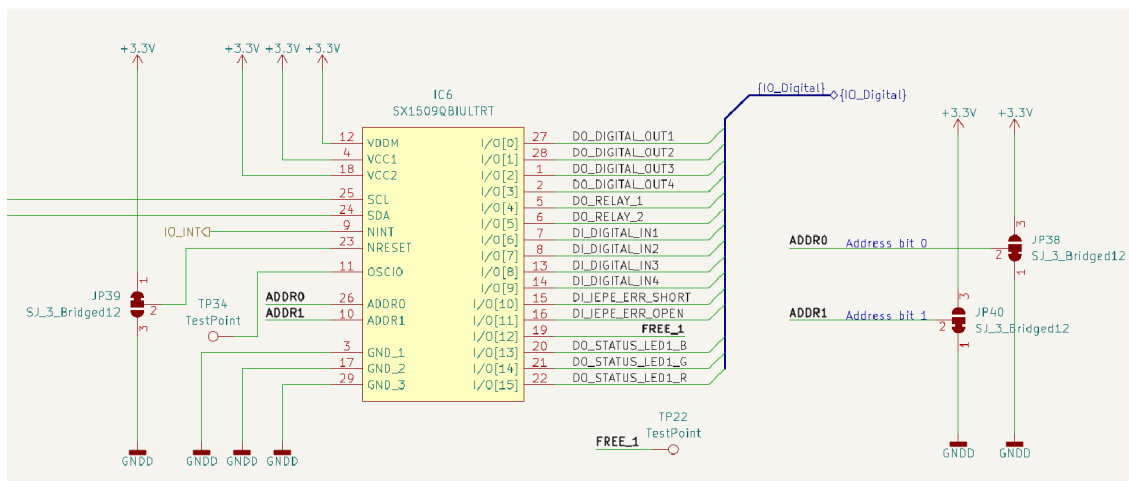 +3.3V
+3.3V +3.3V +3.3V
IC6
SX1509QBIULTRT
{IO_Digital}
{IO_Digital}
+3.3V
+3.3V
12 VDDM I/O[0] 27 DO_DIGITAL_OUT1
4 VCC1 I/O[1] 28 DO_DIGITAL_OUT2
18 VCC2 I/O[2] 1 DO_DIGITAL_OUT3
I/O[3] 2 DO_DIGITAL_OUT4
25 SCL I/O[4] 5 DO_RELAY_1
24 SDA I/O[5] 6 DO_RELAY_2
IO_INT 9 NINT I/O[6] 7 DI_DIGITAL_IN1
23 NRESET I/O[7] 8 DI_DIGITAL_IN2
11 OSCIO I/O[8] 13 DI_DIGITAL_IN3
I/O[9] 14 DI_DIGITAL_IN4
ADDR0 26 ADDR0 I/O[10] 15 DI_IEPE_ERR_SHORT
ADDR1 10 ADDR1 I/O[11] 16 DI_IEPE_ERR_OPEN
I/O[12] 19 FREE_1
3 GND_1 I/O[13] 20 DO_STATUS_LED1_B
17 GND_2 I/O[14] 21 DO_STATUS_LED1_G
29 GND_3 I/O[15] 22 DO_STATUS_LED1_R
1
JP39 2
SJ_3_Bridged12
3
TP34
TestPoint
3
ADDR0 Address bit 0 2 JP38
SJ_3_Bridged12
1
3
ADDR1 Address bit 1 2 JP40
SJ_3_Bridged12
1
TP22
TestPoint
FREE_1
GNDD GNDD GNDD GNDD
GNDD GNDD